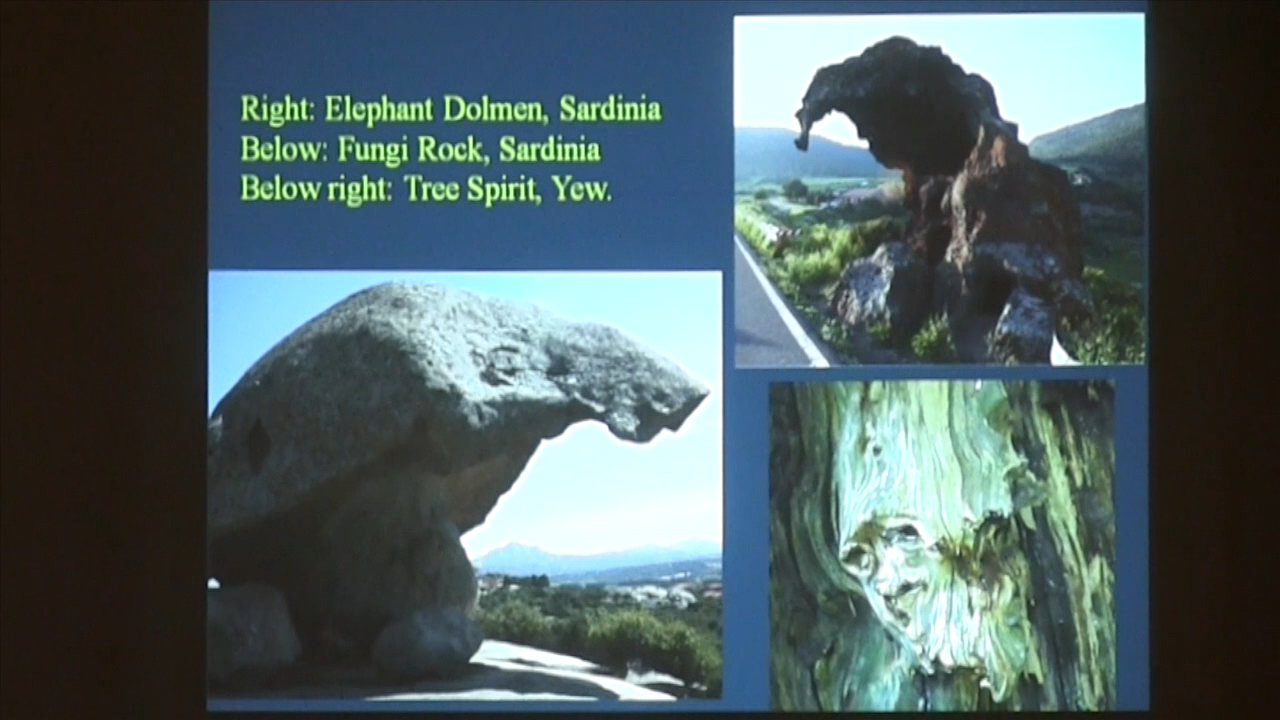 Right: Elephant Dolmen, Sardinia
Below: Fungi Rock, Sardinia
Below right: Tree Spirit, Yew.